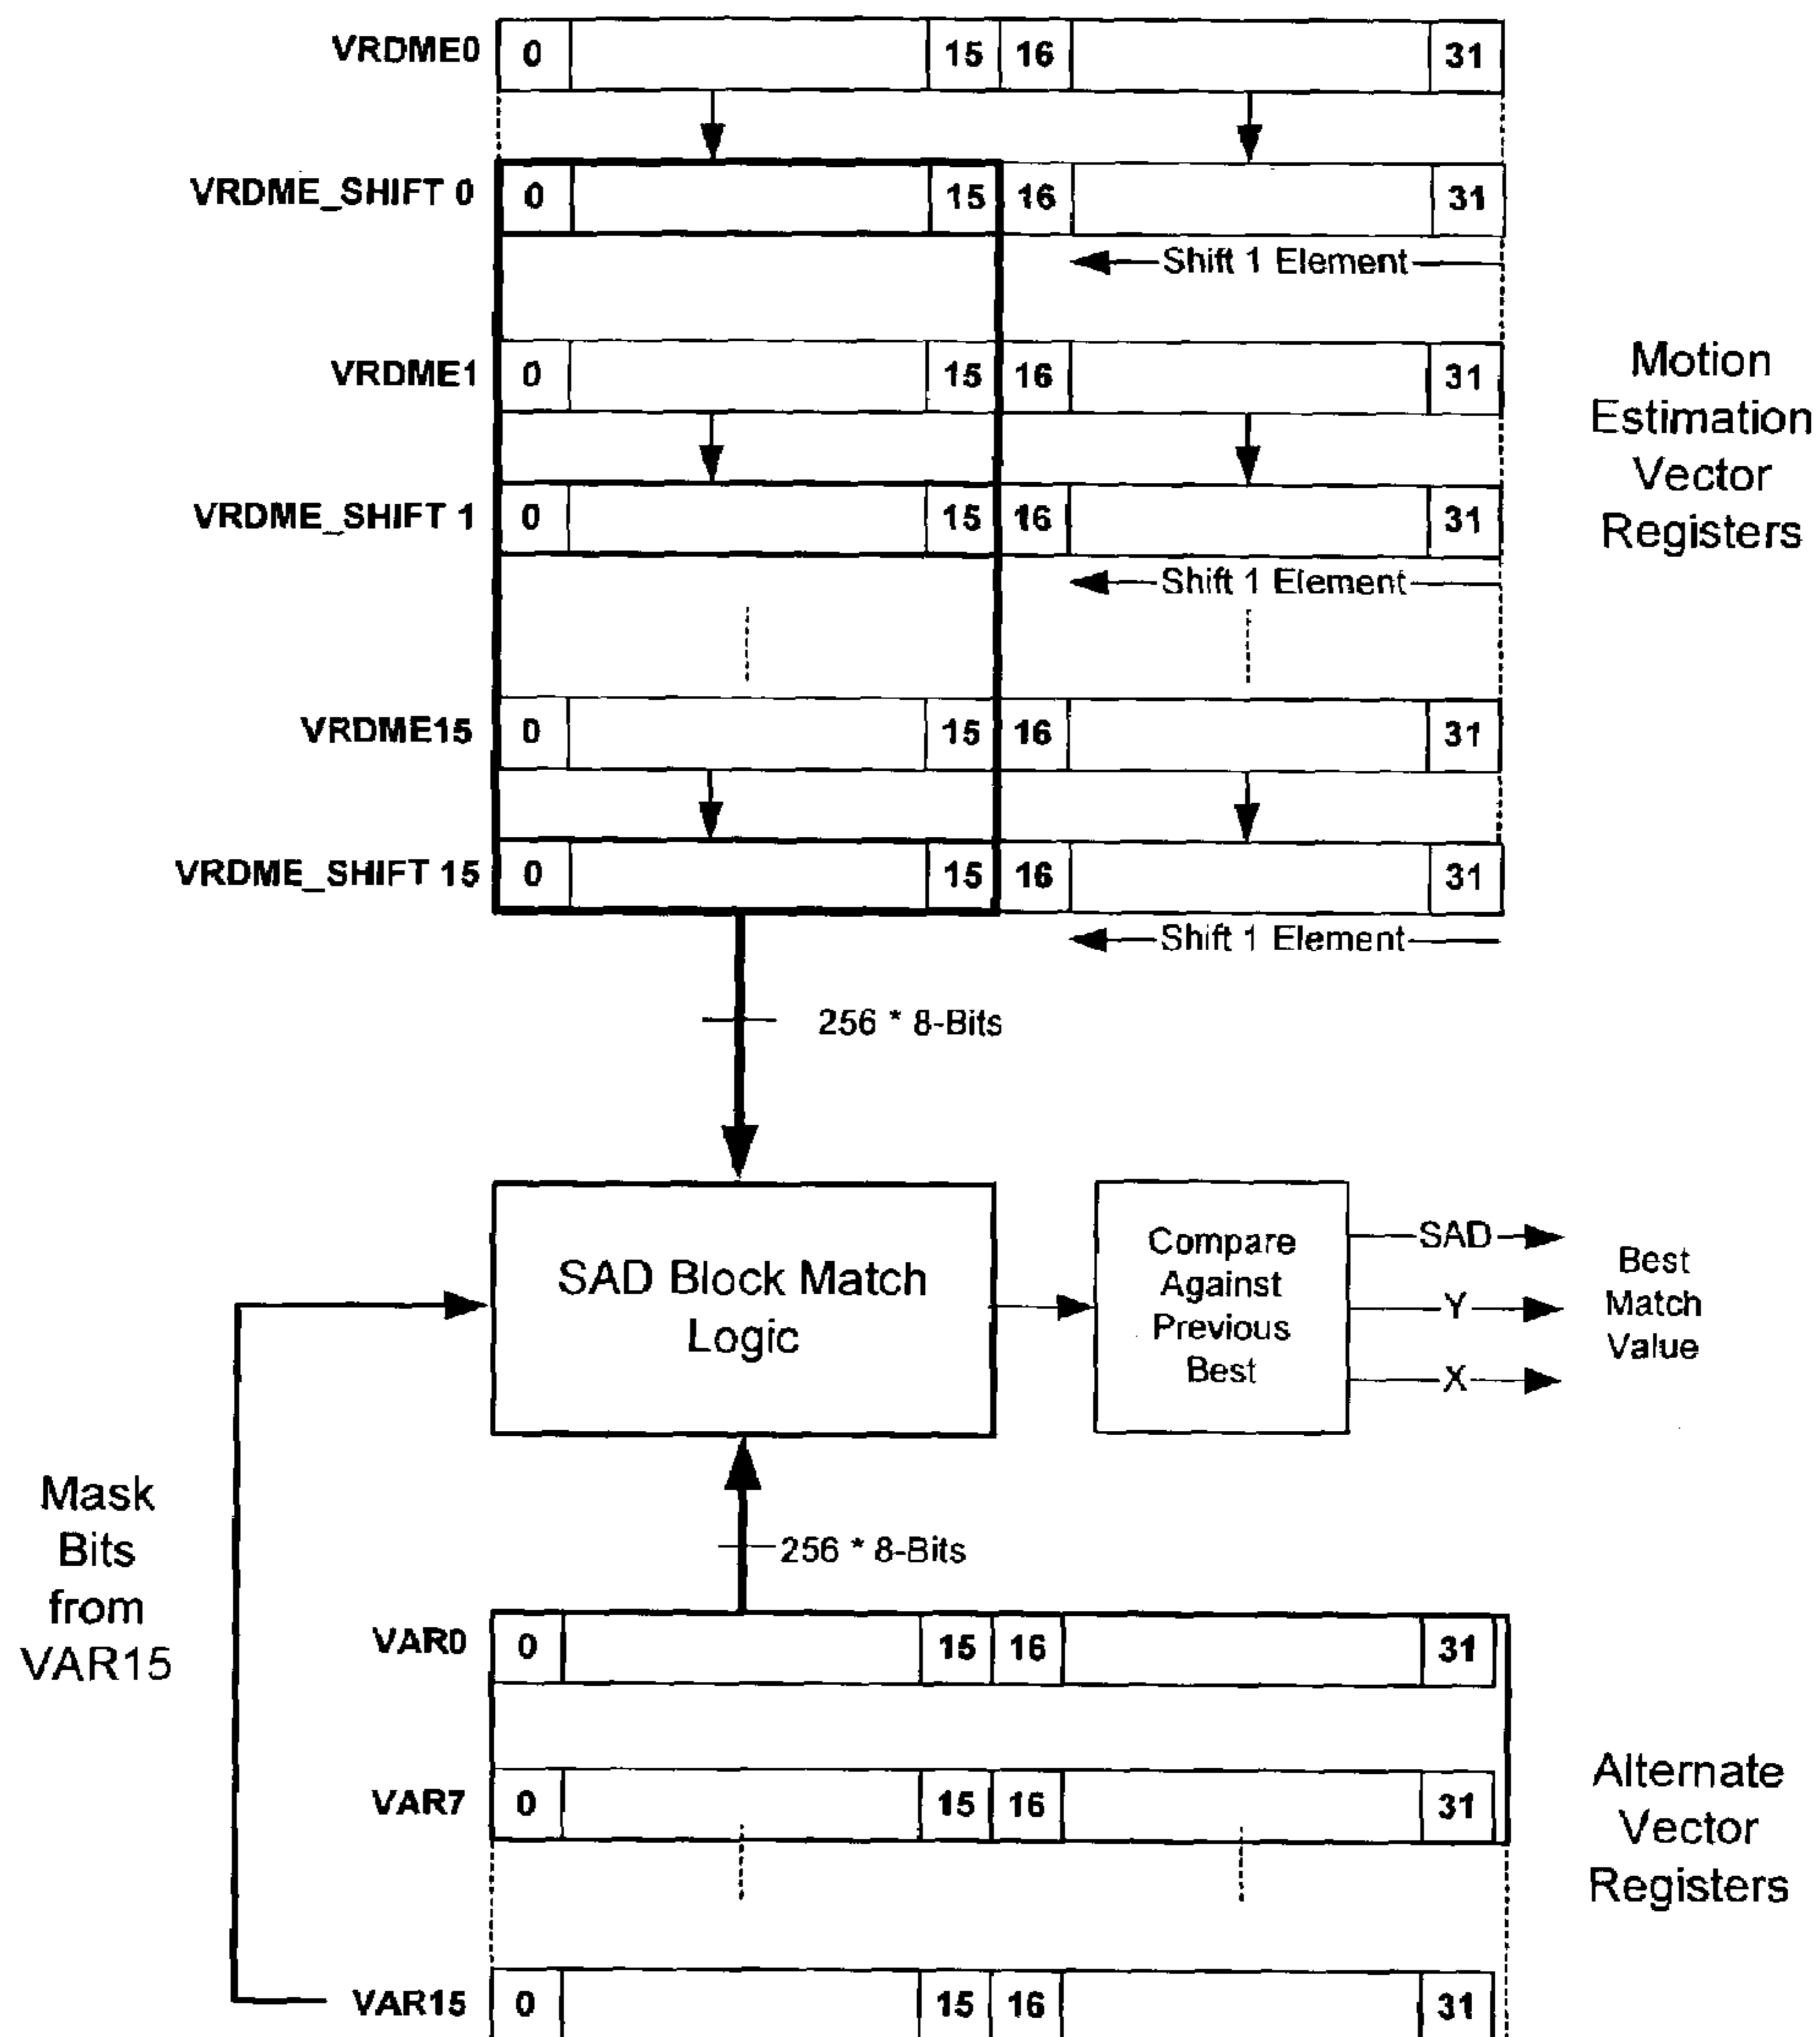 VRDME0 0 15 16 31
VRDME_SHIFT 0 0 15 16 31
Shift 1 Element
VRDME1 0 15 16 31
VRDME_SHIFT 1 0 15 16 31
Shift 1 Element
VRDME15 0 15 16 31
VRDME_SHIFT 15 0 15 16 31
Shift 1 Element
Motion
Estimation
Vector
Registers
256 * 8-Bits
SAD Block Match
Logic
Compare
Against
Previous
Best
SAD
Y
X
Best
Match
Value
Mask
Bits
from
VAR15
256 * 8-Bits
VAR0 0 15 16 31
VAR7 0 15 16 31
VAR15 0 15 16 31
Alternate
Vector
Registers